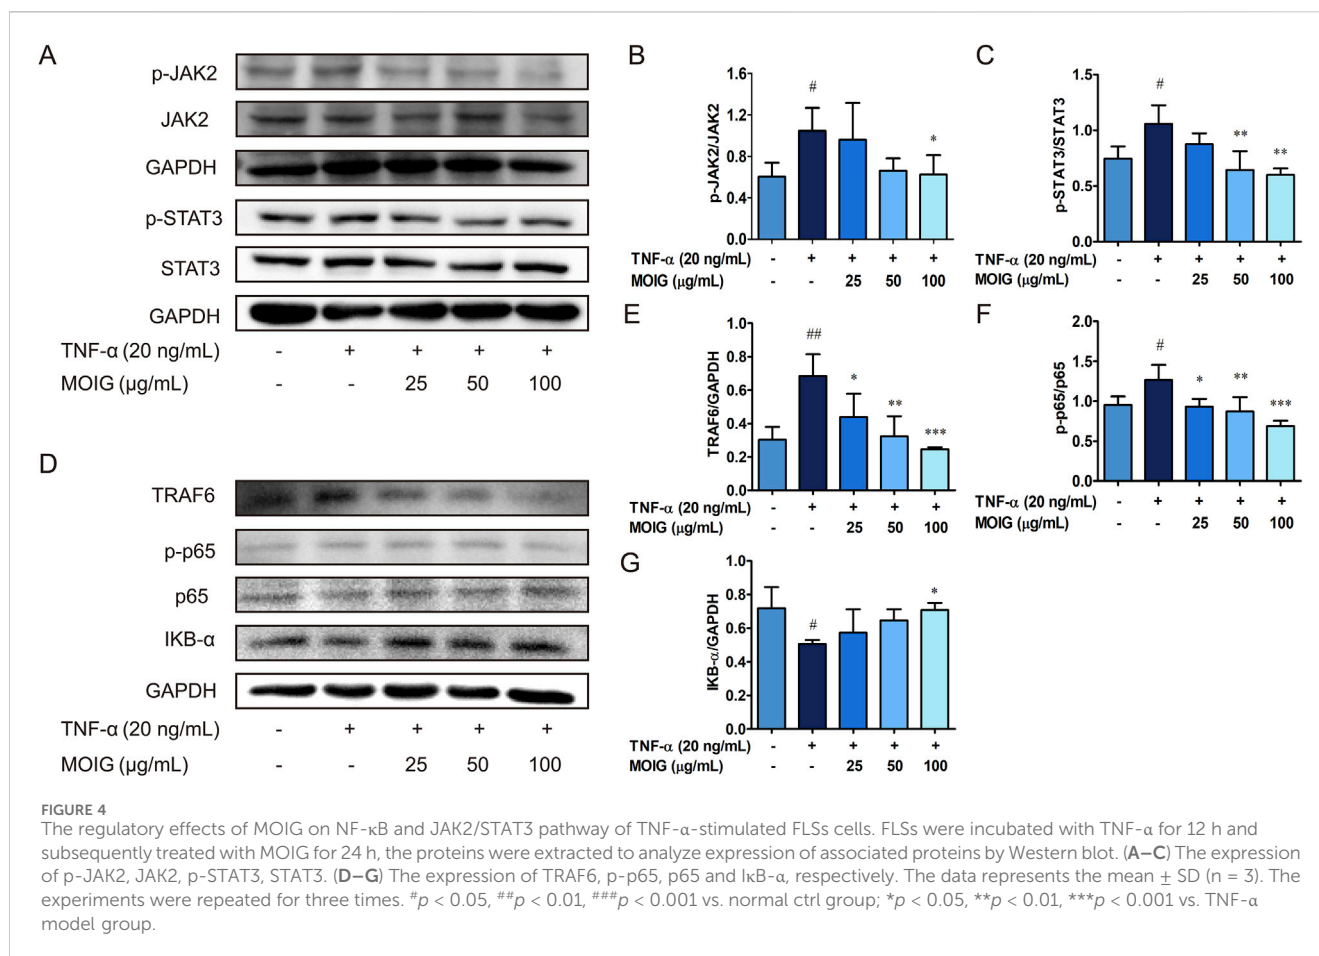 A
p-JAK2
JAK2
GAPDH
p-STAT3
STAT3
GAPDH
TNF-α (20 ng/mL) - + + + +
MOIG (μg/mL) - - 25 50 100
B
p-JAK2/JAK2
1.6
1.2
0.8
0.4
0.0
#
*
TNF-α (20 ng/mL) - + + + +
MOIG (μg/mL) - - 25 50 100
C
p-STAT3/STAT3
1.5
1.0
0.5
0.0
#
**
**
TNF-α (20 ng/mL) - + + + +
MOIG (μg/mL) - - 25 50 100
D
TRAF6
p-p65
p65
IKB-α
GAPDH
TNF-α (20 ng/mL) - + + + +
MOIG (μg/mL) - - 25 50 100
E
TRAF6/GAPDH
1.0
0.8
0.6
0.4
0.2
0.0
##
*
**
***
TNF-α (20 ng/mL) - + + + +
MOIG (μg/mL) - - 25 50 100
F
p-p65/p65
2.0
1.5
1.0
0.5
0.0
#
*
**
***
TNF-α (20 ng/mL) - + + + +
MOIG (μg/mL) - - 25 50 100
G
IKB-α/GAPDH
1.0
0.8
0.6
0.4
0.2
0.0
#
*
TNF-α (20 ng/mL) - + + + +
MOIG (μg/mL) - - 25 50 100
FIGURE 4
The regulatory effects of MOIG on NF-κB and JAK2/STAT3 pathway of TNF-α-stimulated FLSs cells. FLSs were incubated with TNF-α for 12 h and
subsequently treated with MOIG for 24 h, the proteins were extracted to analyze expression of associated proteins by Western blot. (A–C) The expression
of p-JAK2, JAK2, p-STAT3, STAT3. (D–G) The expression of TRAF6, p-p65, p65 and IκB-α, respectively. The data represents the mean ± SD (n = 3). The
experiments were repeated for three times. #p < 0.05, ##p < 0.01, ###p < 0.001 vs. normal ctrl group; *p < 0.05, **p < 0.01, ***p < 0.001 vs. TNF-α
model group.